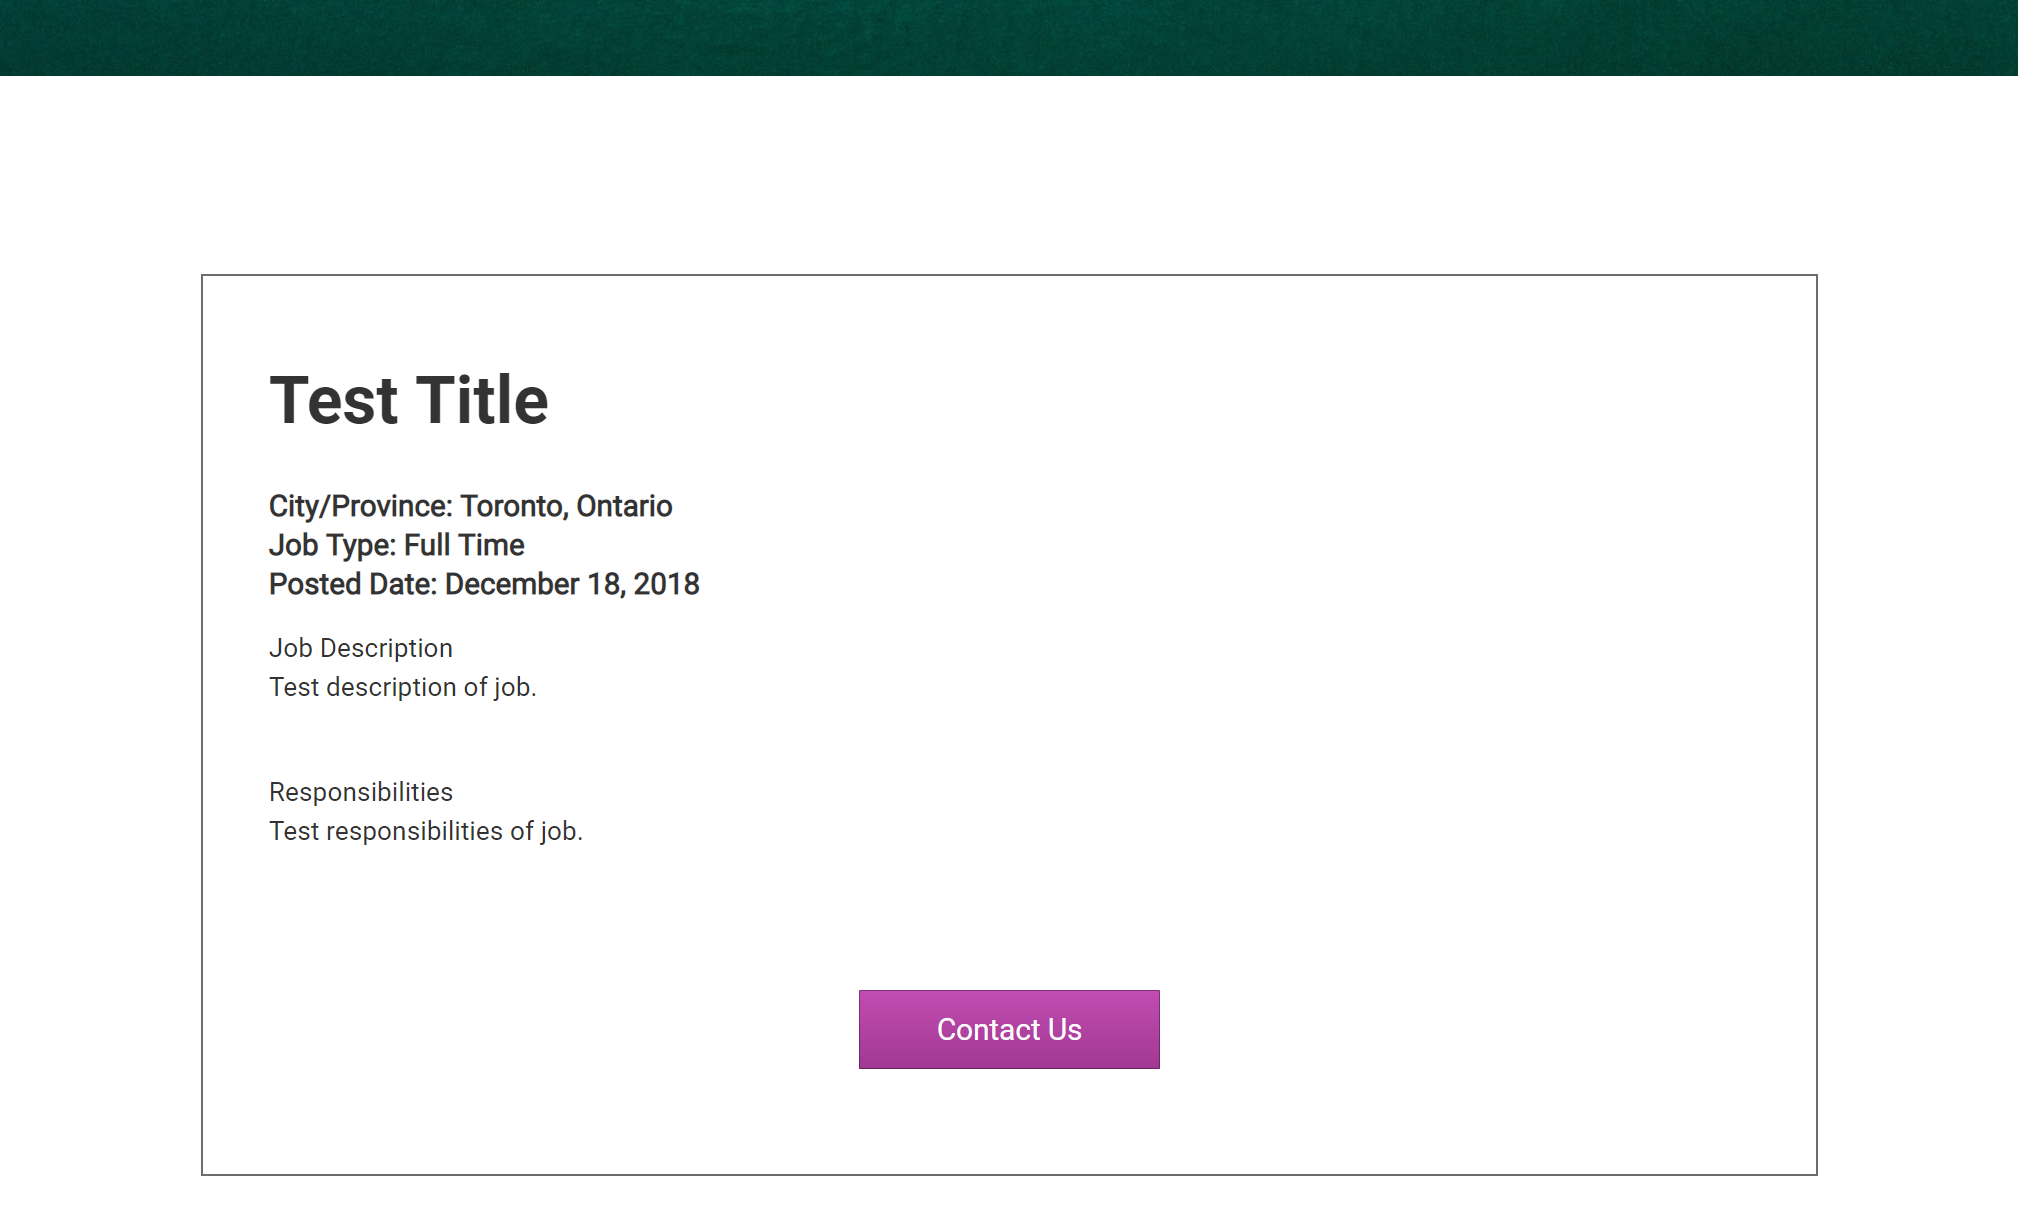 Test Title
City/Province: Toronto, Ontario
Job Type: Full Time
Posted Date: December 18, 2018
Job Description
Test description of job.
Responsibilities
Test responsibilities of job.
Contact Us